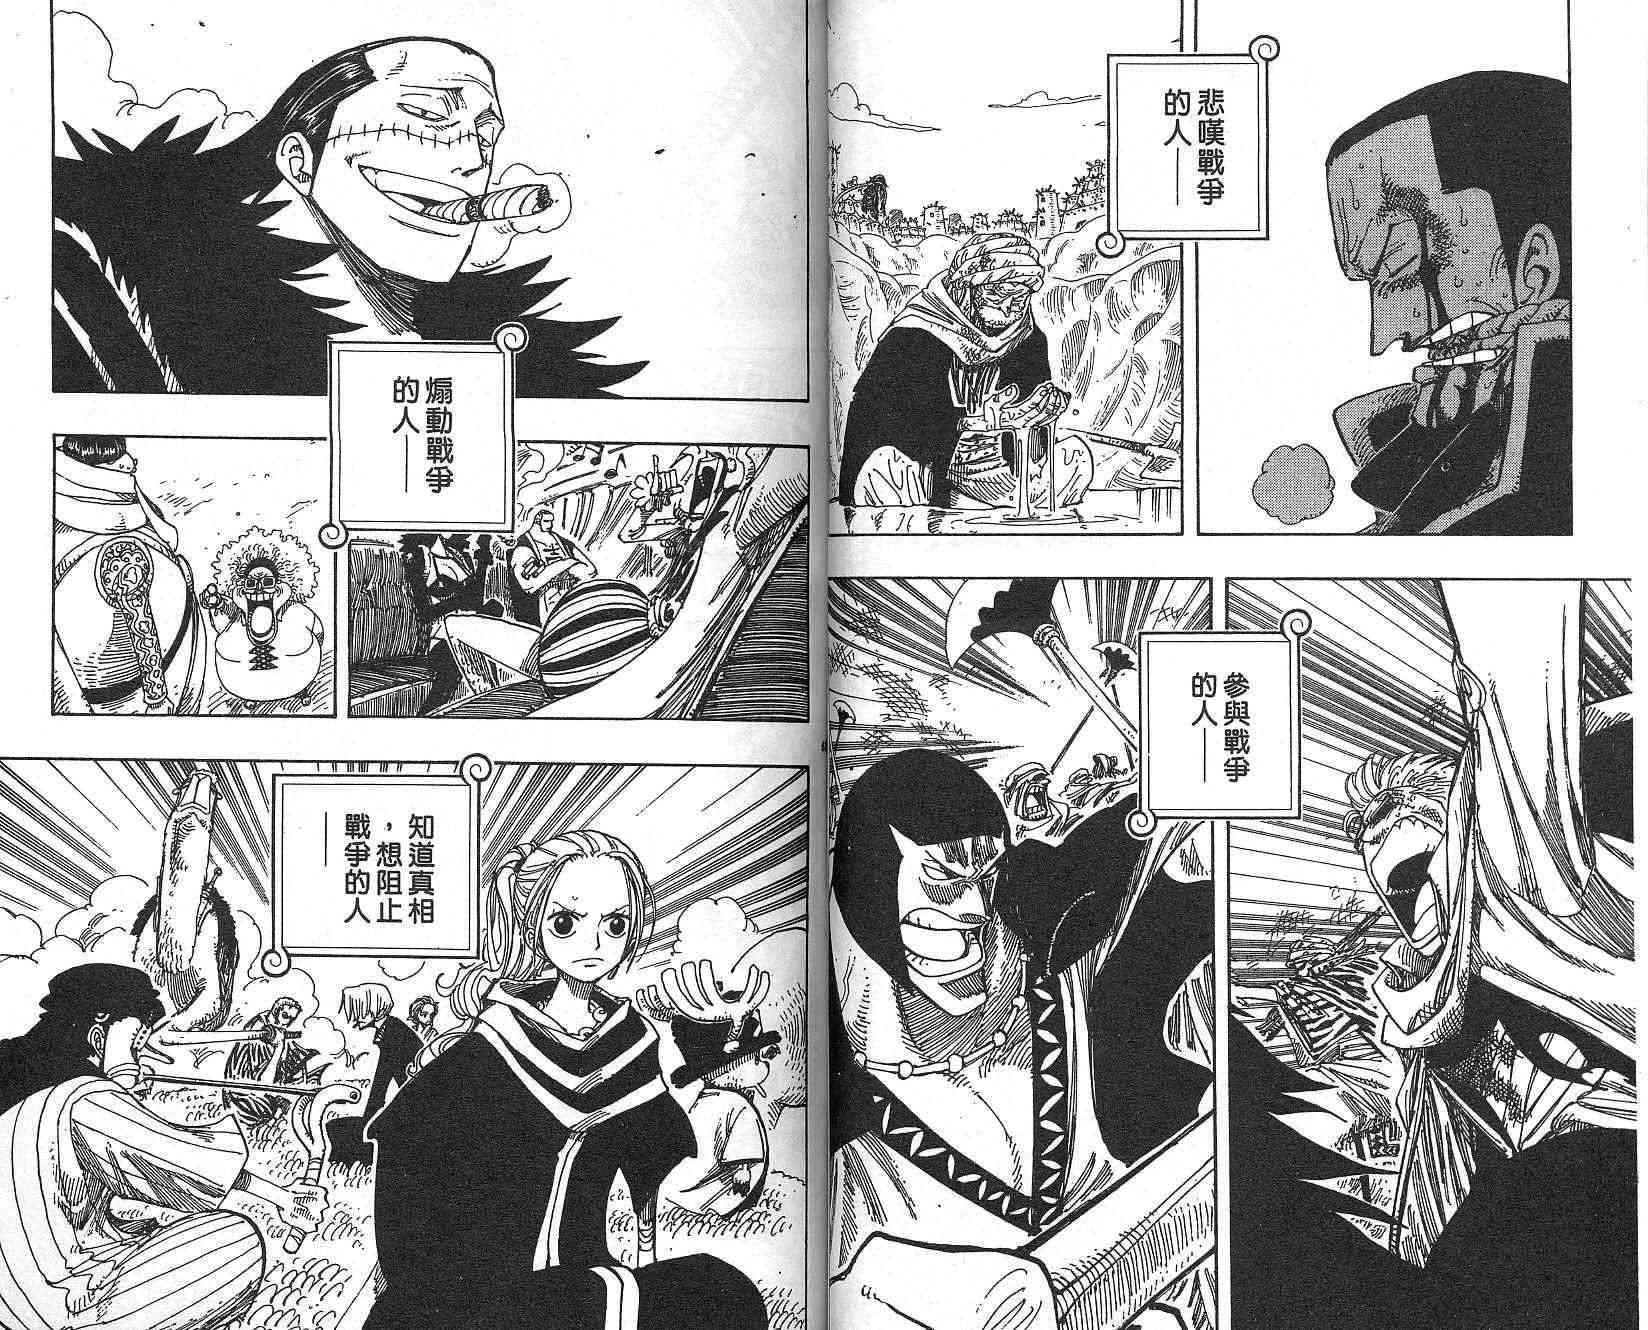 悲嘆戰爭
的人──
參與戰爭
的人──
煽動戰爭
的人──
知道真相
，想阻止
戰爭的人
──